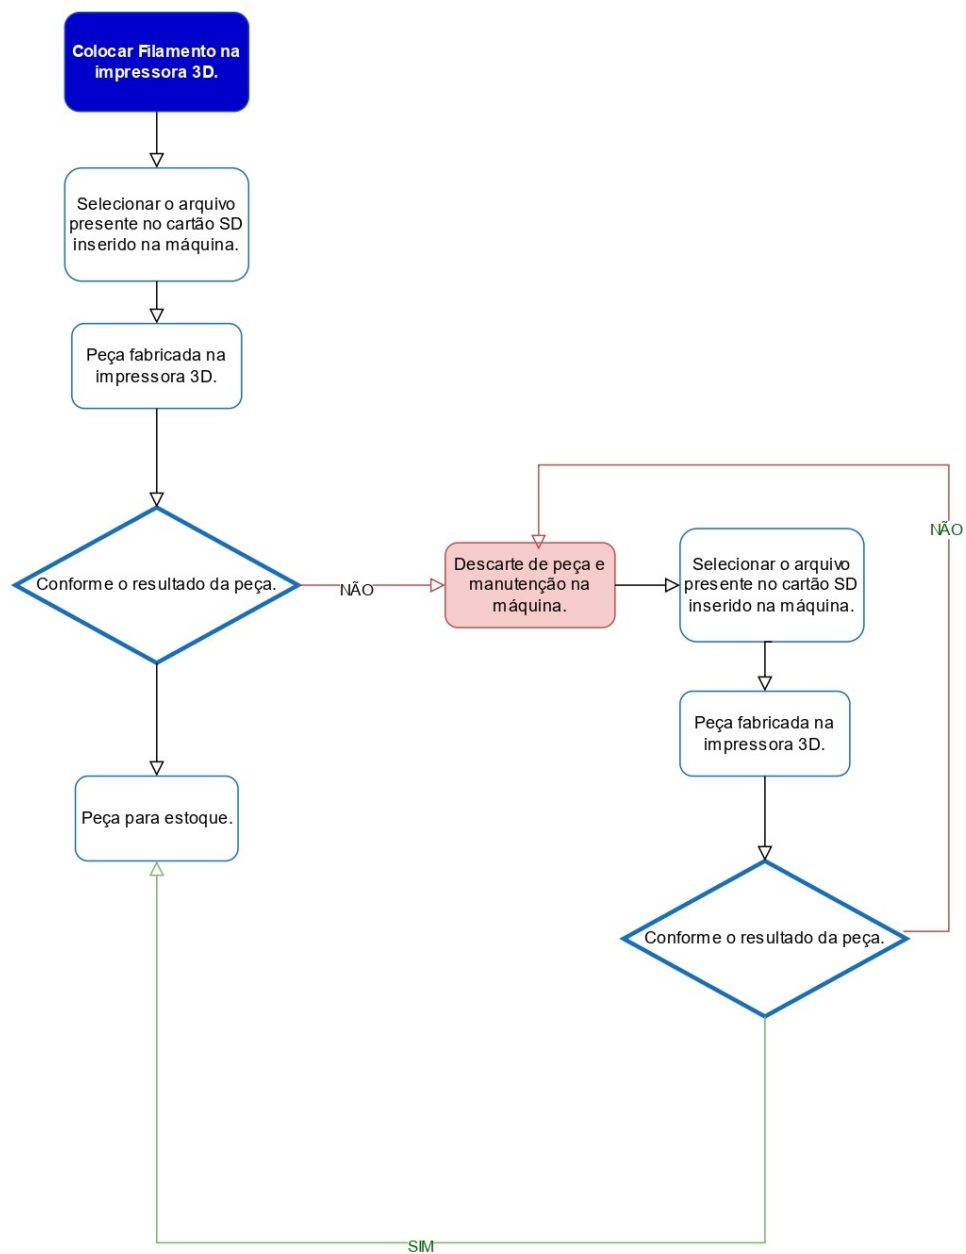 Colocar Filamento na
impressora 3D.
Selecionar o arquivo
presente no cartão SD
inserido na máquina.
Peça fabricada na
impressora 3D.
Conforme o resultado da peça.
NÃO
Peça para estoque.
Descarte de peça e
manutenção na
máquina.
Selecionar o arquivo
presente no cartão SD
inserido na máquina.
NÃO
Peça fabricada na
impressora 3D.
Conforme o resultado da peça.
SIM